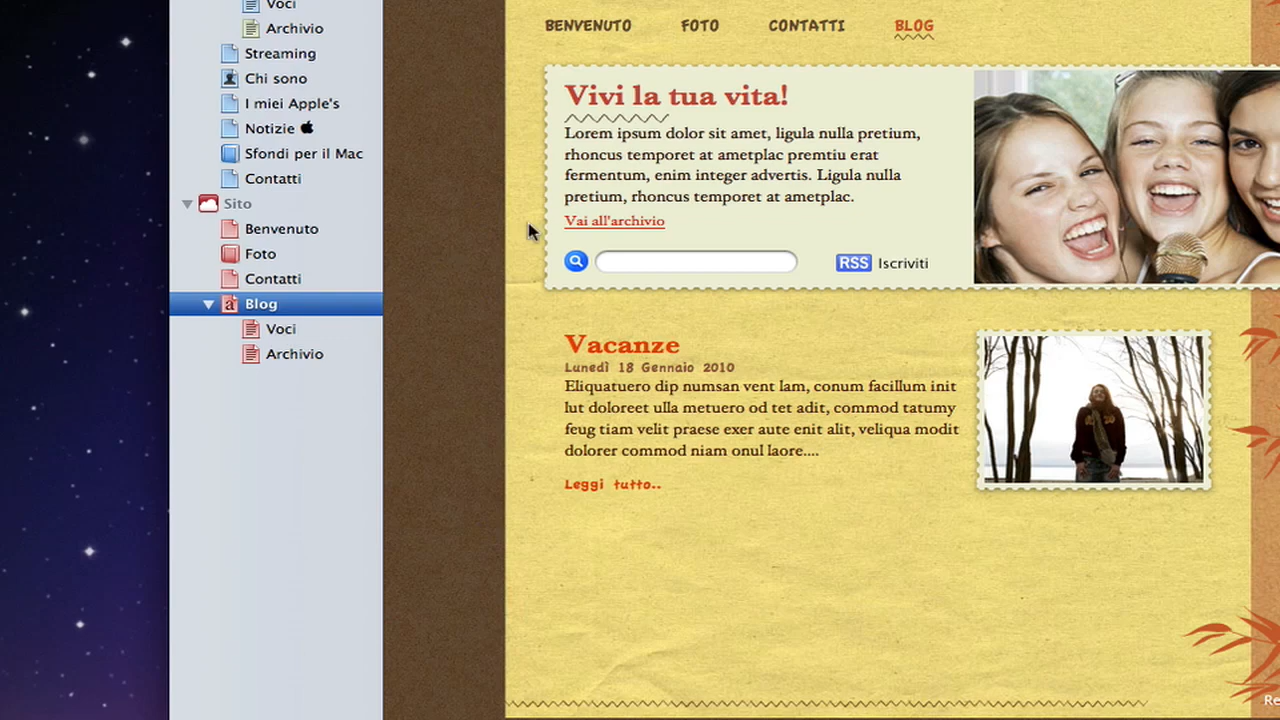 Voci
Archivio
Streaming
Chi sono
I miei Apple's
Notizie
Sfondi per il Mac
Contatti
Sito
Benvenuto
Foto
Contatti
Blog
Voci
Archivio
BENVENUTO FOTO CONTATTI BLOG
Vivi la tua vita!
Lorem ipsum dolor sit amet, ligula nulla pretium,
rhoncus temporet at ametplac premtiu erat
fermentum, enim integer advertis. Ligula nulla
pretium, rhoncus temporet at ametplac.
Vai all'archivio
RSS Iscriviti
Vacanze
Lunedì 18 Gennaio 2010
Eliquatuero dip numsan vent lam, conum facillum init
lut doloreet ulla metuero od tet adit, commod tatumy
feug tiam velit praese exer aute enit alit, veliqua modit
dolorer commod niam onul laore....
Leggi tutto..